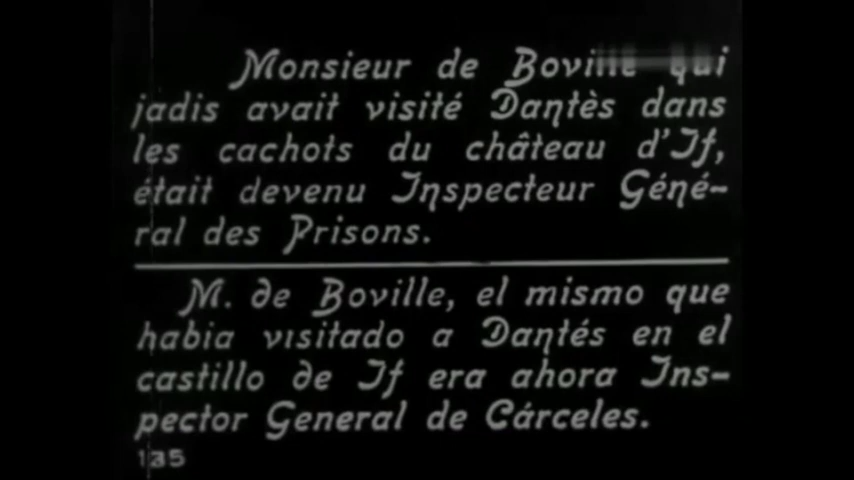 Monsieur de Boville qui
jadis avait visité Dantès dans
les cachots du château d'If,
était devenu Inspecteur Géné-
ral des Prisons.
M. de Boville, el mismo que
habia visitado a Dantés en el
castillo de If era ahora Ins-
pector General de Cárceles.
135